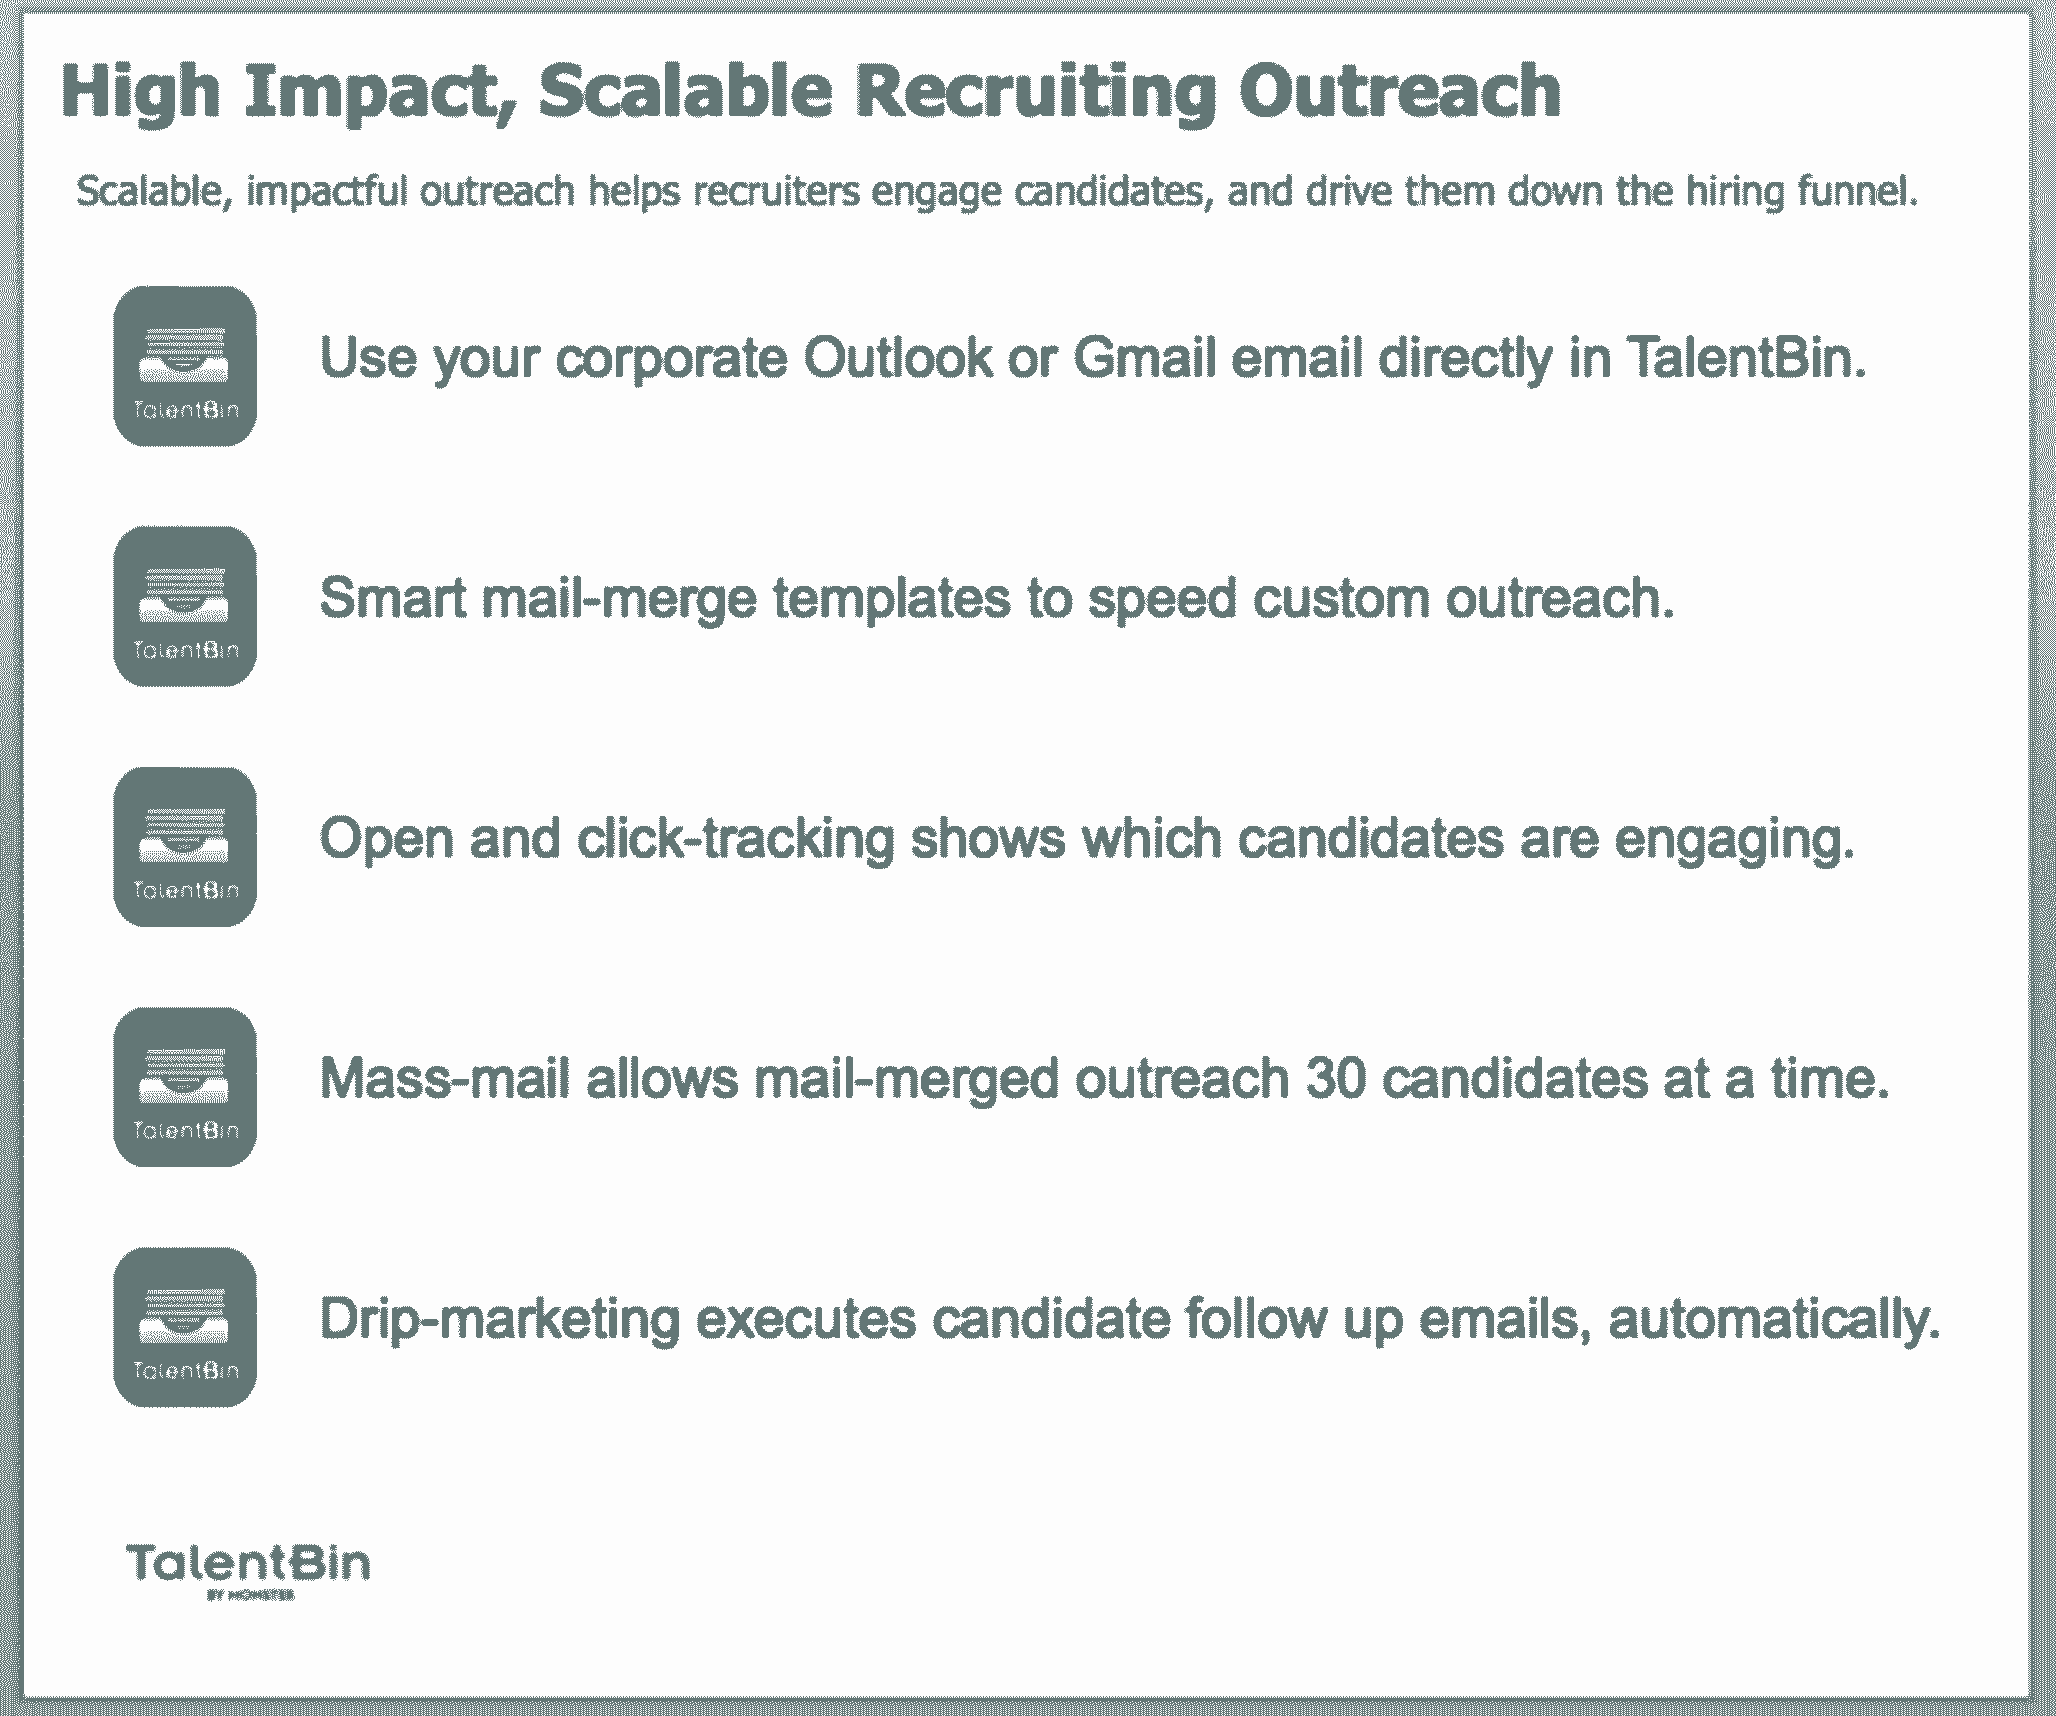 High Impact, Scalable Recruiting Outreach
Scalable, impactful outreach helps recruiters engage candidates, and drive them down the hiring funnel.
TalentBin
Use your corporate Outlook or Gmail email directly in TalentBin.
TalentBin
Smart mail-merge templates to speed custom outreach.
TalentBin
Open and click-tracking shows which candidates are engaging.
TalentBin
Mass-mail allows mail-merged outreach 30 candidates at a time.
TalentBin
Drip-marketing executes candidate follow up emails, automatically.
TalentBin
BY MONSTER